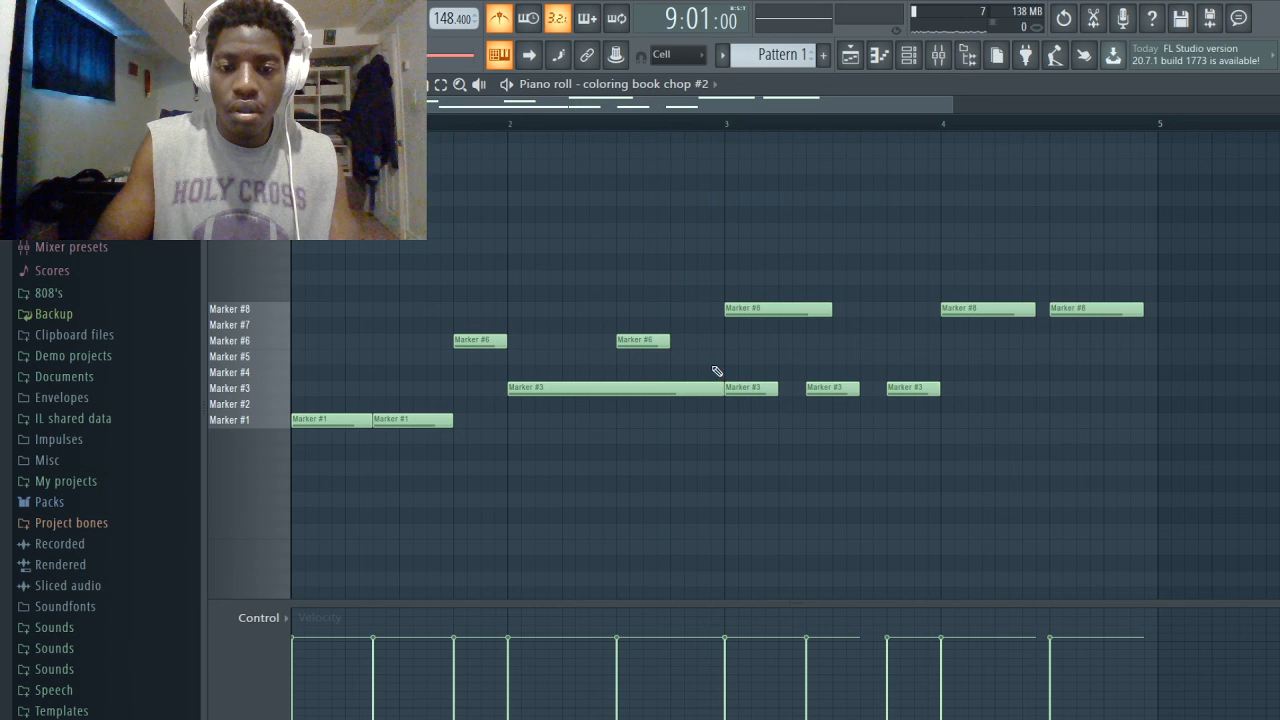 148.400
3.2.
9:01:00
B:S:T
7
138 MB
0
Cell
Pattern 1
Today FL Studio version
20.7.1 build 1773 is available!
Piano roll - coloring book chop #2
2 3 4 5
HOLY CROSS
Mixer presets
Scores
808's
Backup
Clipboard files
Demo projects
Documents
Envelopes
IL shared data
Impulses
Misc
My projects
Packs
Project bones
Recorded
Rendered
Sliced audio
Soundfonts
Sounds
Sounds
Sounds
Speech
Templates
Marker #8
Marker #7
Marker #6
Marker #5
Marker #4
Marker #3
Marker #2
Marker #1
Marker #8 Marker #8 Marker #8
Marker #6 Marker #6
Marker #3 Marker #3 Marker #3 Marker #3
Marker #1 Marker #1
Control
Velocity